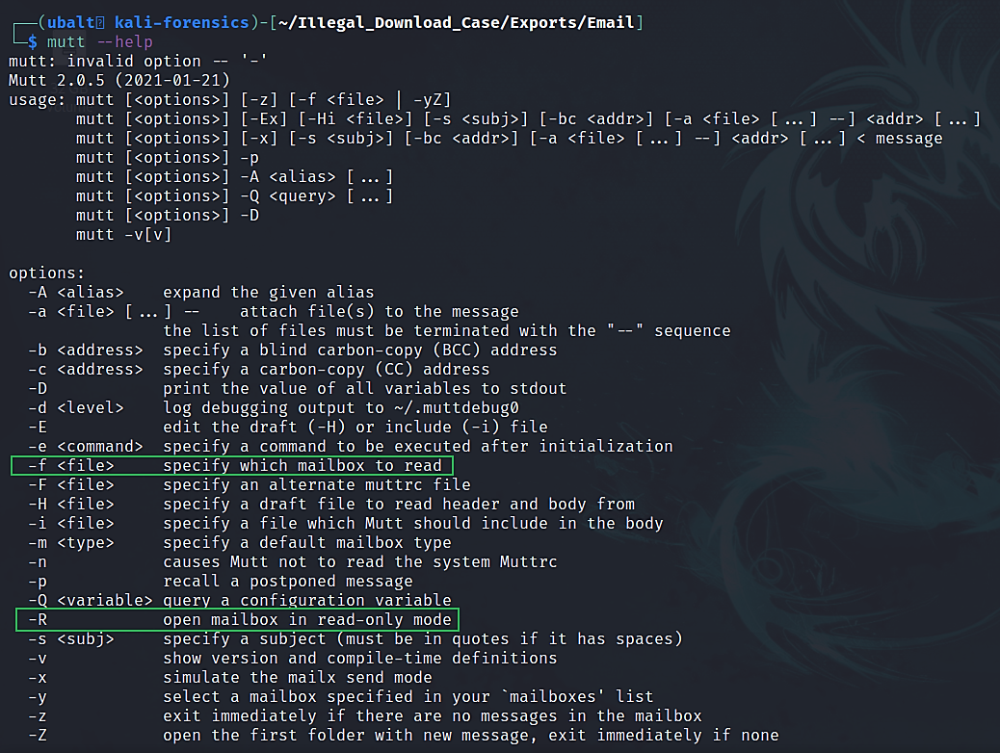 ┌──(ubalt kali-forensics)-[~/Illegal_Download_Case/Exports/Email]
└─$ mutt --help
mutt: invalid option -- '-'
Mutt 2.0.5 (2021-01-21)
usage: mutt [<options>] [-z] [-f <file> | -yZ]
       mutt [<options>] [-Ex] [-Hi <file>] [-s <subj>] [-bc <addr>] [-a <file> [...] --] <addr> [...]
       mutt [<options>] [-x] [-s <subj>] [-bc <addr>] [-a <file> [...] --] <addr> [...] < message
       mutt [<options>] -p
       mutt [<options>] -A <alias> [...]
       mutt [<options>] -Q <query> [...]
       mutt [<options>] -D
       mutt -v[v]

options:
  -A <alias>    expand the given alias
  -a <file> [...] --    attach file(s) to the message
                the list of files must be terminated with the "--" sequence
  -b <address>  specify a blind carbon-copy (BCC) address
  -c <address>  specify a carbon-copy (CC) address
  -D            print the value of all variables to stdout
  -d <level>    log debugging output to ~/.muttdebug0
  -E            edit the draft (-H) or include (-i) file
  -e <command>  specify a command to be executed after initialization
  -f <file>     specify which mailbox to read
  -F <file>     specify an alternate muttrc file
  -H <file>     specify a draft file to read header and body from
  -i <file>     specify a file which Mutt should include in the body
  -m <type>     specify a default mailbox type
  -n            causes Mutt not to read the system Muttrc
  -p            recall a postponed message
  -Q <variable> query a configuration variable
  -R            open mailbox in read-only mode
  -s <subj>     specify a subject (must be in quotes if it has spaces)
  -v            show version and compile-time definitions
  -x            simulate the mailx send mode
  -y            select a mailbox specified in your `mailboxes' list
  -z            exit immediately if there are no messages in the mailbox
  -Z            open the first folder with new message, exit immediately if none